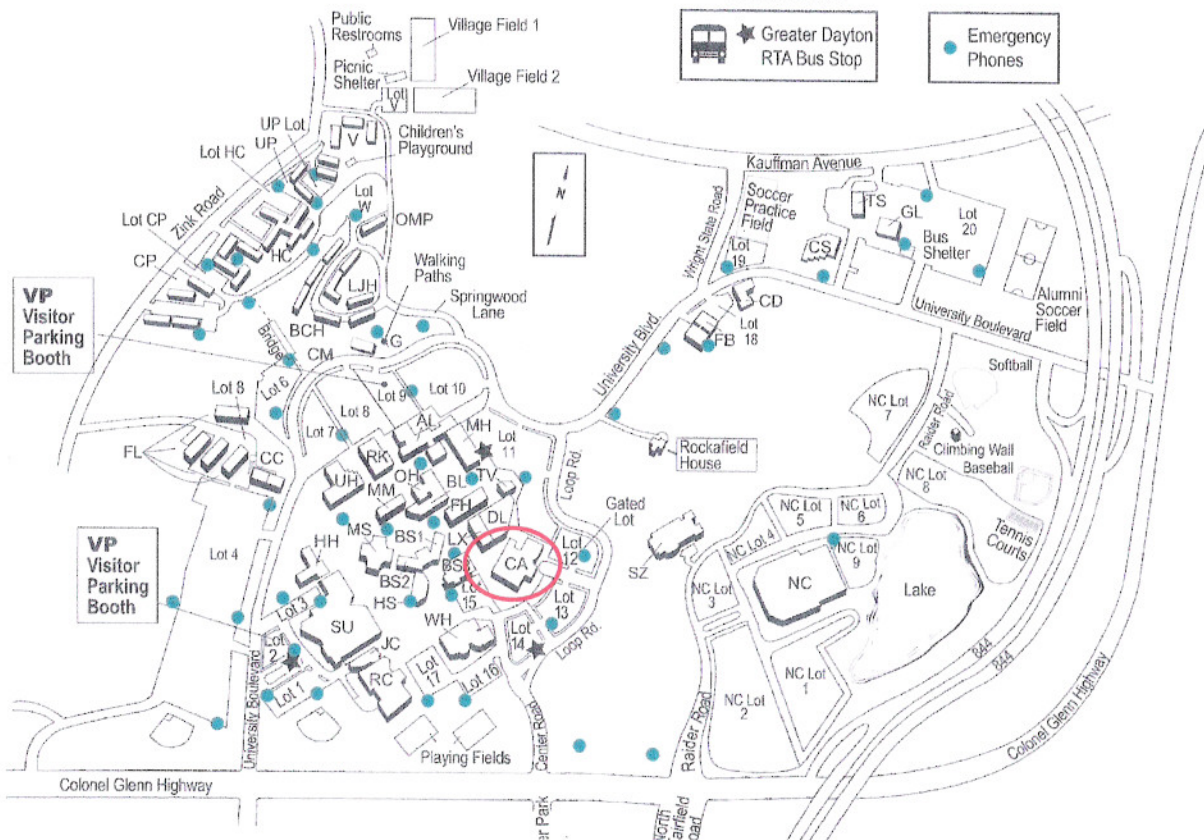 Public
Restrooms
Village Field 1
Picnic
Shelter
Village Field 2
Lot
V
Greater Dayton
RTA Bus Stop
Emergency
Phones
UP Lot
V
UP
Lot HC
Children's
Playground
Zink Road
Lot
W
OMP
Lot CP
CP
HC
N
Kauffman Avenue
Wright State Road
Soccer
Practice
Field
TS
GL
Lot
20
CS
Bus
Shelter
Lot
19
VP
Visitor
Parking
Booth
LJH
Walking
Paths
Springwood
Lane
BCH
G
CM
Bridge
University Blvd.
CD
FB
Lot
18
University Boulevard
Alumni
Soccer
Field
Softball
Lot 8
Lot 6
Lot 9
Lot 10
Lot 8
Lot 7
NC Lot
7
Raider Road
Climbing Wall
Baseball
AL
MH
Lot
11
RK
FL
CC
UH
OH
BL
TV
MM
FH
Loop Rd.
Rockafield
House
NC Lot
8
NC Lot
5
NC Lot
6
Gated
Lot
DL
MS
BS1
LX
Tennis
Courts
VP
Visitor
Parking
Booth
Lot 4
HH
BS2
BS
CA
Lot
12
SZ
NC Lot 4
NC
NC Lot
9
Lake
HS
Lot
15
Lot
13
NC Lot
3
Lot 3
SU
WH
Lot
14
Loop Rd.
Lot
2
JC
RC
Lot
17
Lot 16
Lot 1
NC Lot
1
NC Lot
2
844
844
University Boulevard
Playing Fields
Center Road
Raider Road
Colonel Glenn Highway
Colonel Glenn Highway
er Park
North
airfield
oad